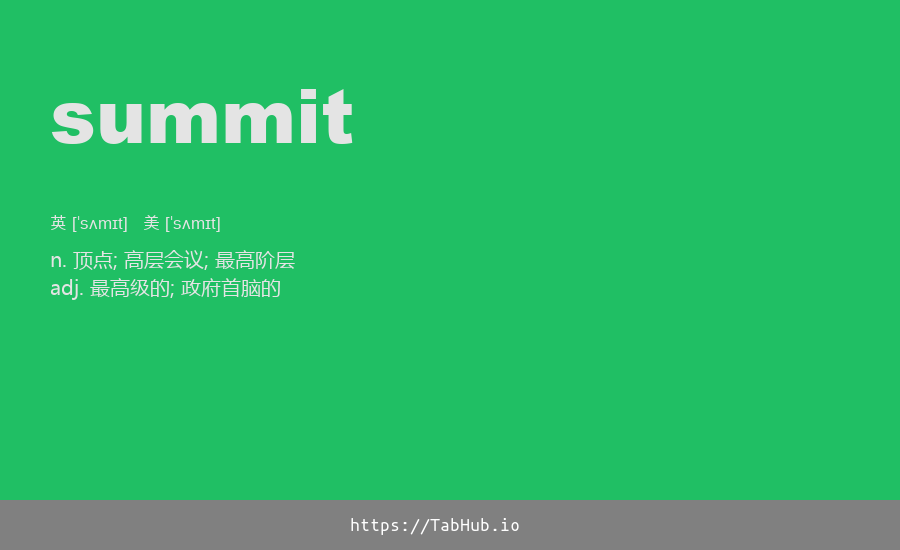 summit
英 [ˈsʌmɪt] 美 [ˈsʌmɪt]
n. 顶点; 高层会议; 最高阶层
adj. 最高级的; 政府首脑的
https://TabHub.io